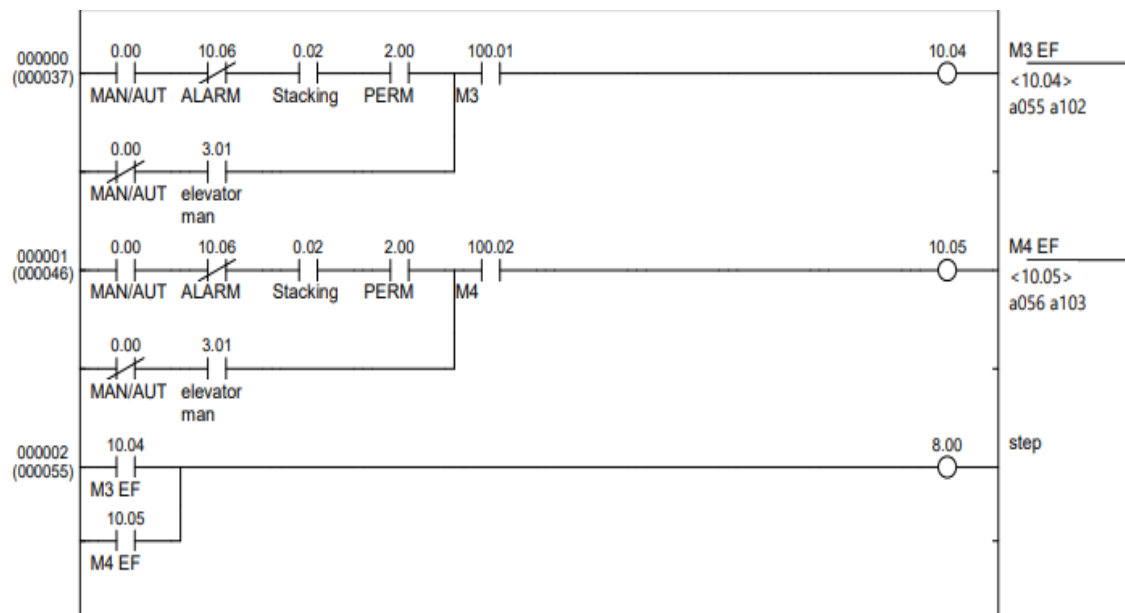 0.00 10.06 0.02 2.00 100.01 10.04 M3 EF
000000
(000037)
MAN/AUT ALARM Stacking PERM M3
<10.04>
a055 a102
0.00 3.01
MAN/AUT elevator
man
0.00 10.06 0.02 2.00 100.02 10.05 M4 EF
000001
(000046)
MAN/AUT ALARM Stacking PERM M4
<10.05>
a056 a103
0.00 3.01
MAN/AUT elevator
man
10.04 8.00 step
000002
(000055)
M3 EF
10.05
M4 EF